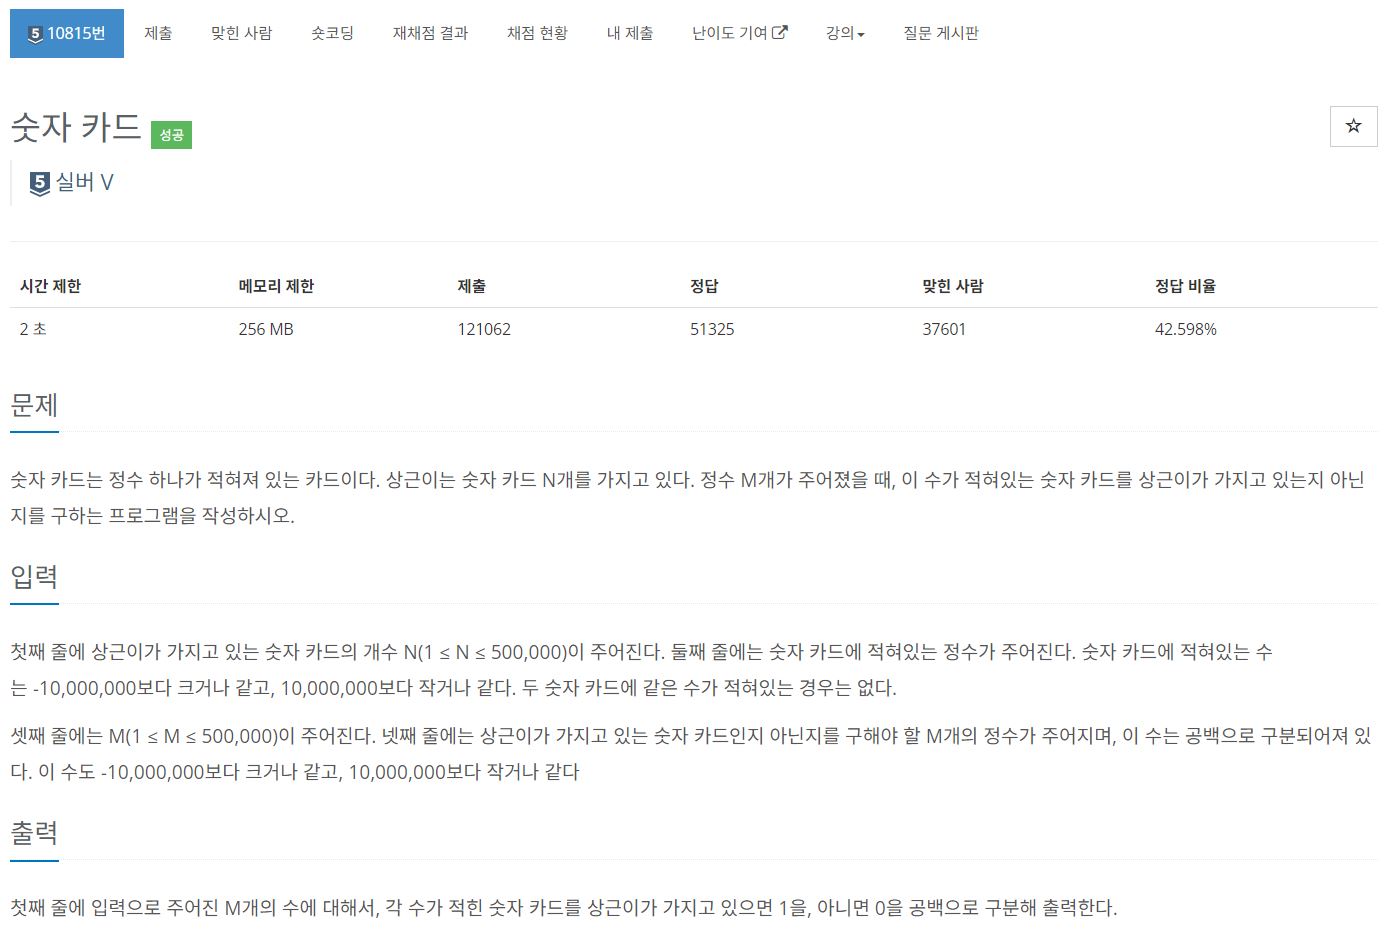 5 10815번 제출 맞힌 사람 숏코딩 재채점 결과 채점 현황 내 제출 난이도 기여 강의 질문 게시판
숫자 카드 성공
5 실버 V
시간 제한 메모리 제한 제출 정답 맞힌 사람 정답 비율
2 초 256 MB 121062 51325 37601 42.598%
문제
숫자 카드는 정수 하나가 적혀져 있는 카드이다. 상근이는 숫자 카드 N개를 가지고 있다. 정수 M개가 주어졌을 때, 이 수가 적혀있는 숫자 카드를 상근이가 가지고 있는지 아닌
지를 구하는 프로그램을 작성하시오.
입력
첫째 줄에 상근이가 가지고 있는 숫자 카드의 개수 N(1 ≤ N ≤ 500,000)이 주어진다. 둘째 줄에는 숫자 카드에 적혀있는 정수가 주어진다. 숫자 카드에 적혀있는 수
는 -10,000,000보다 크거나 같고, 10,000,000보다 작거나 같다. 두 숫자 카드에 같은 수가 적혀있는 경우는 없다.
셋째 줄에는 M(1 ≤ M ≤ 500,000)이 주어진다. 넷째 줄에는 상근이가 가지고 있는 숫자 카드인지 아닌지를 구해야 할 M개의 정수가 주어지며, 이 수는 공백으로 구분되어져 있
다. 이 수도 -10,000,000보다 크거나 같고, 10,000,000보다 작거나 같다
출력
첫째 줄에 입력으로 주어진 M개의 수에 대해서, 각 수가 적힌 숫자 카드를 상근이가 가지고 있으면 1을, 아니면 0을 공백으로 구분해 출력한다.